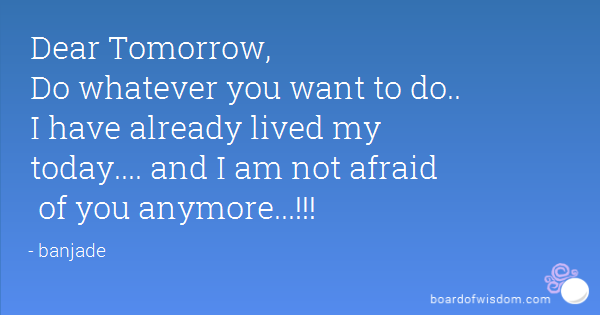 Dear Tomorrow,
Do whatever you want to do..
I have already lived my
today.... and I am not afraid
of you anymore...!!!
- banjade
boardofwisdom.com